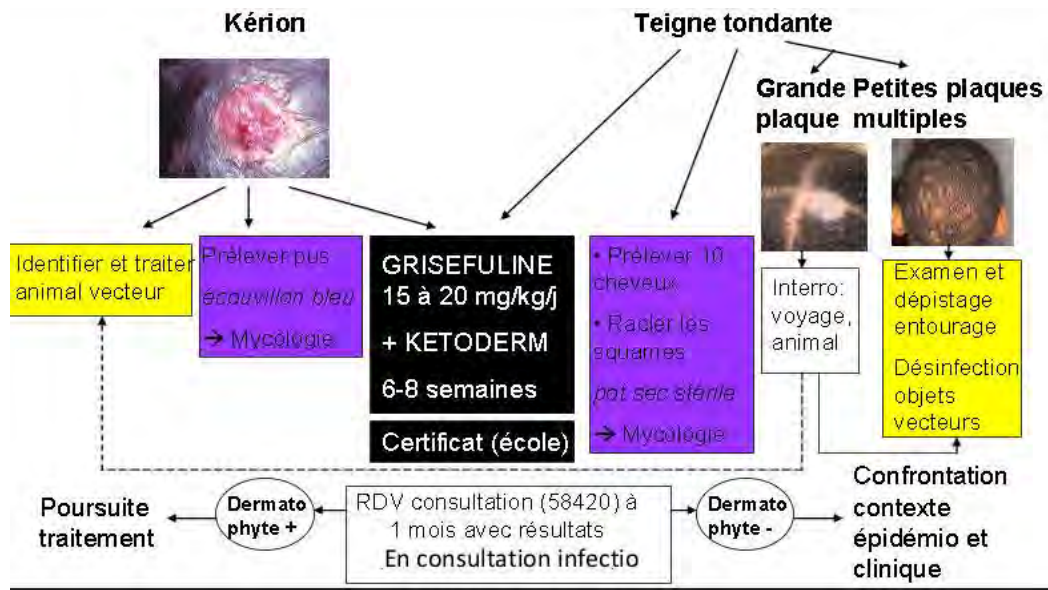 Kérion
Teigne tondante
Grande
plaque
Petites plaques
multiples
Identifier et traiter
animal vecteur
Prélever pus
écouvillon bleu
→ Mycologie
GRISEFULINE
15 à 20 mg/kg/j
+ KETODERM
6-8 semaines
Certificat (école)
• Prélever 10
cheveux
• Racler les
squames
pot sec stérile
→ Mycologie
Interro:
voyage,
animal
Examen et
dépistage
entourage
Désinfection
objets
vecteurs
Poursuite
traitement
Dermato
phyte +
RDV consultation (58420) à
1 mois avec résultats
En consultation infectio
Dermato
phyte -
Confrontation
contexte
épidémio et
clinique